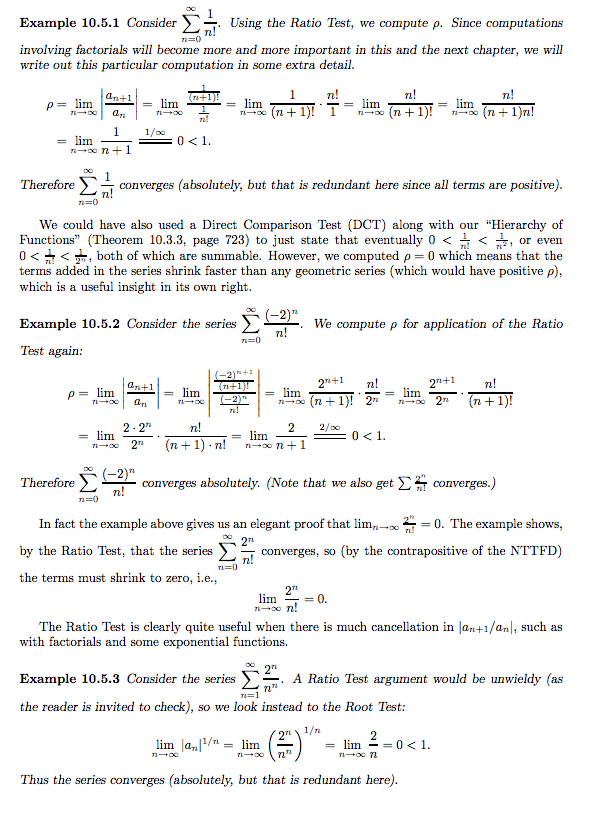 Example 10.5.1 Consider $\sum_{n=0}^{\infty} \frac{1}{n!}$. Using the Ratio Test, we compute ρ. Since computations
involving factorials will become more and more important in this and the next chapter, we will
write out this particular computation in some extra detail.
$\rho = \lim_{n\to\infty} \left|\frac{a_{n+1}}{a_n}\right| = \lim_{n\to\infty} \frac{\frac{1}{(n+1)!}}{\frac{1}{n!}} = \lim_{n\to\infty} \frac{1}{(n+1)!} \cdot \frac{n!}{1} = \lim_{n\to\infty} \frac{n!}{(n+1)!} = \lim_{n\to\infty} \frac{n!}{(n+1)n!}$
$= \lim_{n\to\infty} \frac{1}{n+1} \overset{1/\infty}{=} 0 < 1.$
Therefore $\sum_{n=0}^{\infty} \frac{1}{n!}$ converges (absolutely, but that is redundant here since all terms are positive).
We could have also used a Direct Comparison Test (DCT) along with our “Hierarchy of
Functions” (Theorem 10.3.3, page 723) to just state that eventually $0 < \frac{1}{n!} < \frac{1}{n^2}$, or even
$0 < \frac{1}{n!} < \frac{1}{2^n}$, both of which are summable. However, we computed ρ = 0 which means that the
terms added in the series shrink faster than any geometric series (which would have positive ρ),
which is a useful insight in its own right.
Example 10.5.2 Consider the series $\sum_{n=0}^{\infty} \frac{(-2)^n}{n!}$. We compute ρ for application of the Ratio
Test again:
$\rho = \lim_{n\to\infty} \left|\frac{a_{n+1}}{a_n}\right| = \lim_{n\to\infty} \left|\frac{\frac{(-2)^{n+1}}{(n+1)!}}{\frac{(-2)^n}{n!}}\right| = \lim_{n\to\infty} \frac{2^{n+1}}{(n+1)!} \cdot \frac{n!}{2^n} = \lim_{n\to\infty} \frac{2^{n+1}}{2^n} \cdot \frac{n!}{(n+1)!}$
$= \lim_{n\to\infty} \frac{2 \cdot 2^n}{2^n} \cdot \frac{n!}{(n+1) \cdot n!} = \lim_{n\to\infty} \frac{2}{n+1} \overset{2/\infty}{=} 0 < 1.$
Therefore $\sum_{n=0}^{\infty} \frac{(-2)^n}{n!}$ converges absolutely. (Note that we also get $\sum \frac{2^n}{n!}$ converges.)
In fact the example above gives us an elegant proof that $\lim_{n\to\infty} \frac{2^n}{n!} = 0$. The example shows,
by the Ratio Test, that the series $\sum_{n=0}^{\infty} \frac{2^n}{n!}$ converges, so (by the contrapositive of the NTTFD)
the terms must shrink to zero, i.e.,
$\lim_{n\to\infty} \frac{2^n}{n!} = 0.$
The Ratio Test is clearly quite useful when there is much cancellation in $|a_{n+1}/a_n|$, such as
with factorials and some exponential functions.
Example 10.5.3 Consider the series $\sum_{n=1}^{\infty} \frac{2^n}{n^n}$. A Ratio Test argument would be unwieldy (as
the reader is invited to check), so we look instead to the Root Test:
$\lim_{n\to\infty} |a_n|^{1/n} = \lim_{n\to\infty} \left(\frac{2^n}{n^n}\right)^{1/n} = \lim_{n\to\infty} \frac{2}{n} = 0 < 1.$
Thus the series converges (absolutely, but that is redundant here).